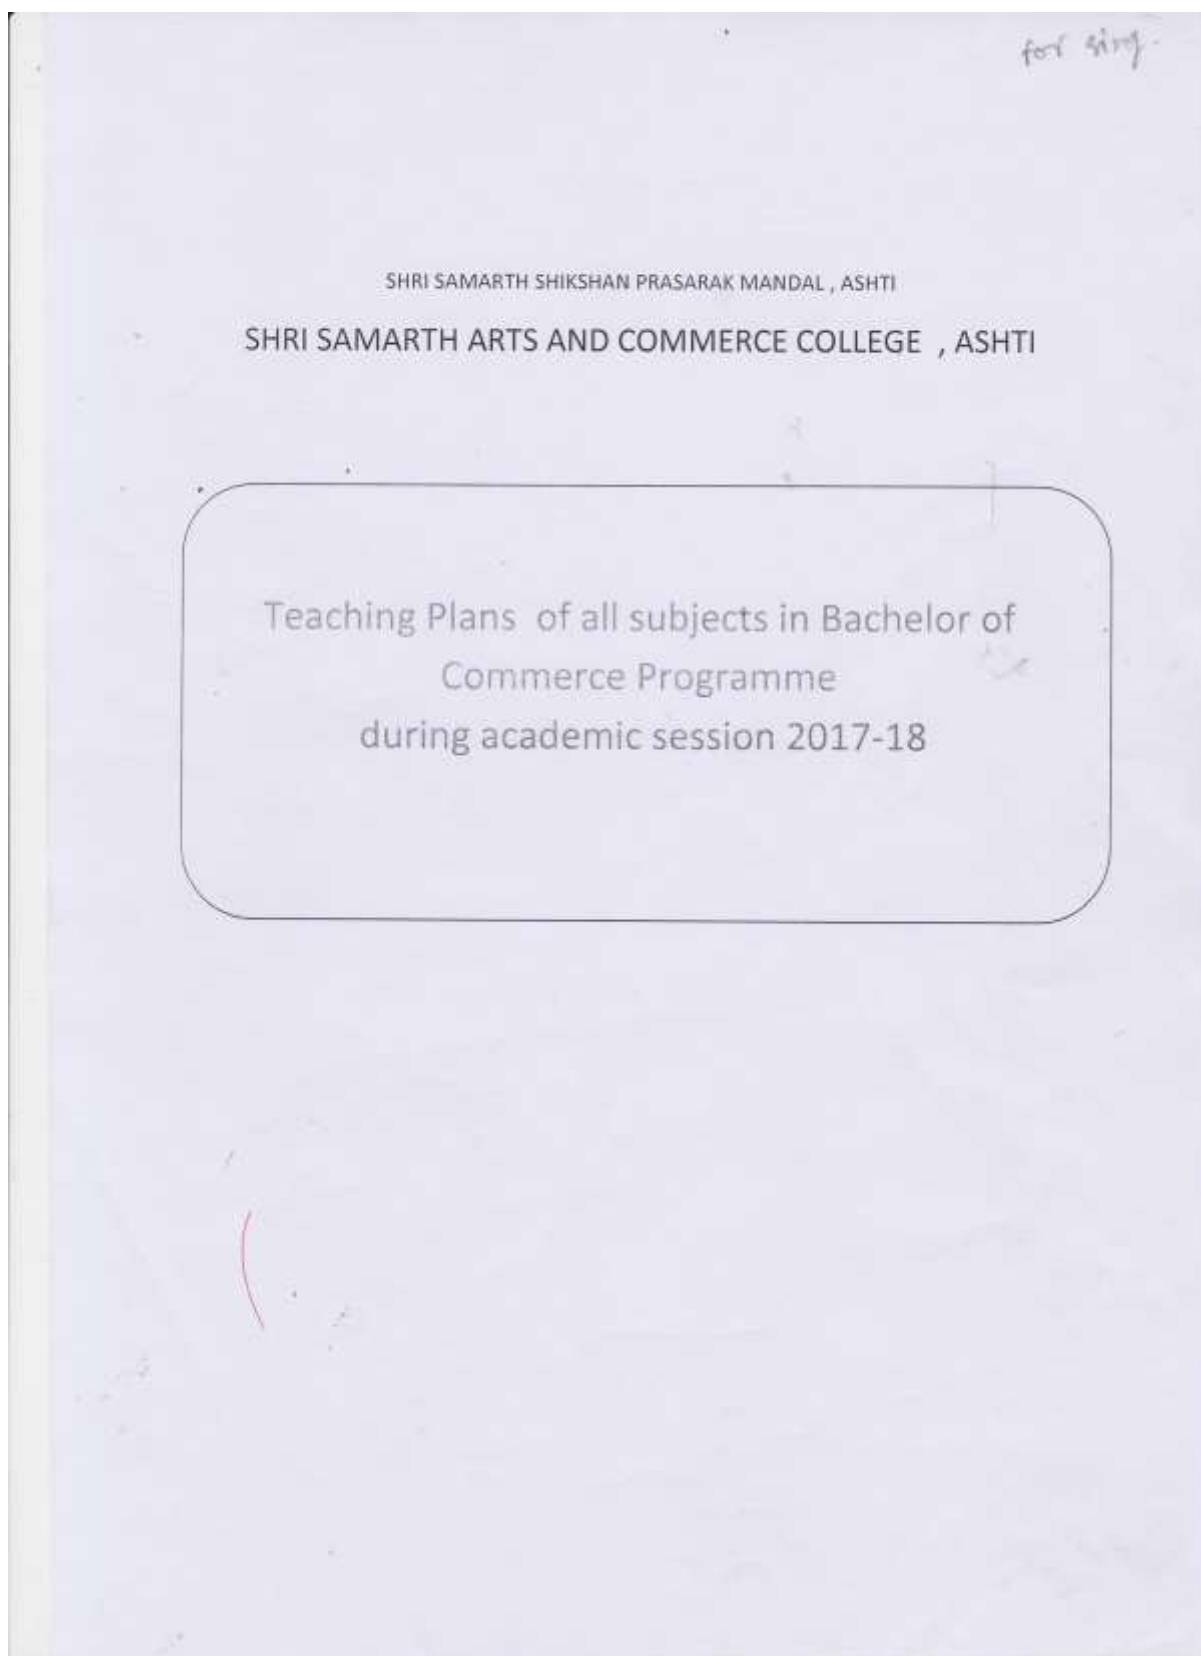 for
SHRI SAMARTH SHIKSHAN PRASARAK MANDAL , ASHTI
SHRI SAMARTH ARTS AND COMMERCE COLLEGE , ASHTI
Teaching Plans of all subjects in Bachelor of
Commerce Programme
during academic session 2017-18